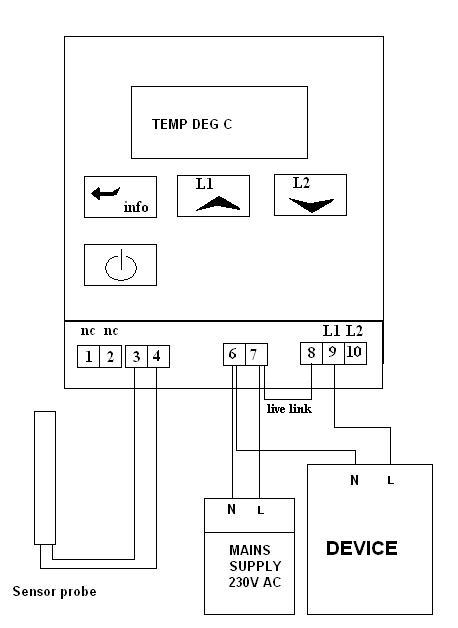 TEMP DEG C
L1
L2
info
nc nc
L1 L2
1 2 3 4
6 7
8 9 10
live link
N L
N L
MAINS
SUPPLY
230V AC
DEVICE
Sensor probe